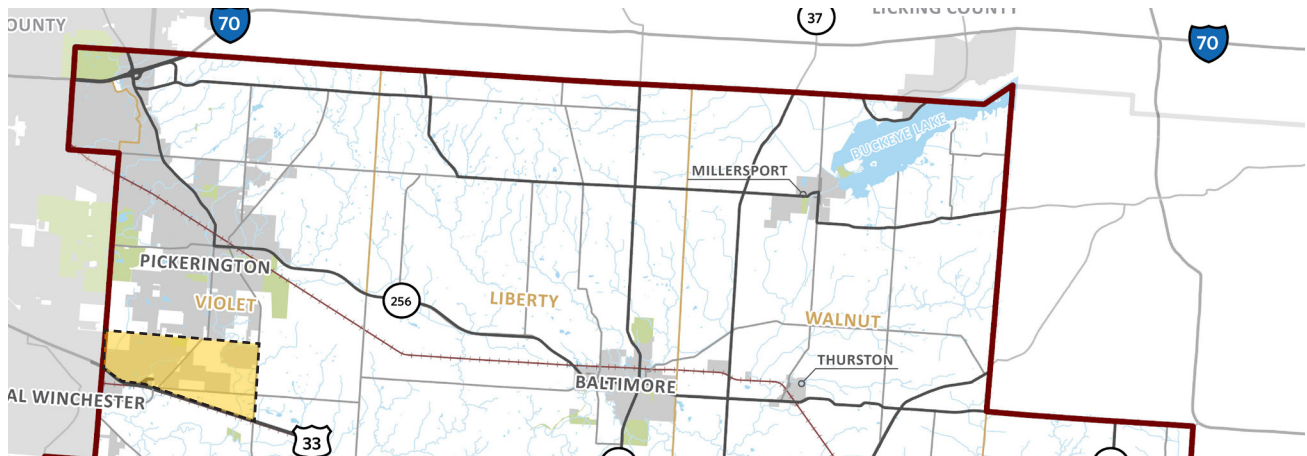 OUNTY
70
37
LICKING COUNTY
70
BUCKEYE LAKE
MILLERSPORT
PICKERINGTON
VIOLET
256
LIBERTY
WALNUT
THURSTON
BALTIMORE
AL WINCHESTER
33